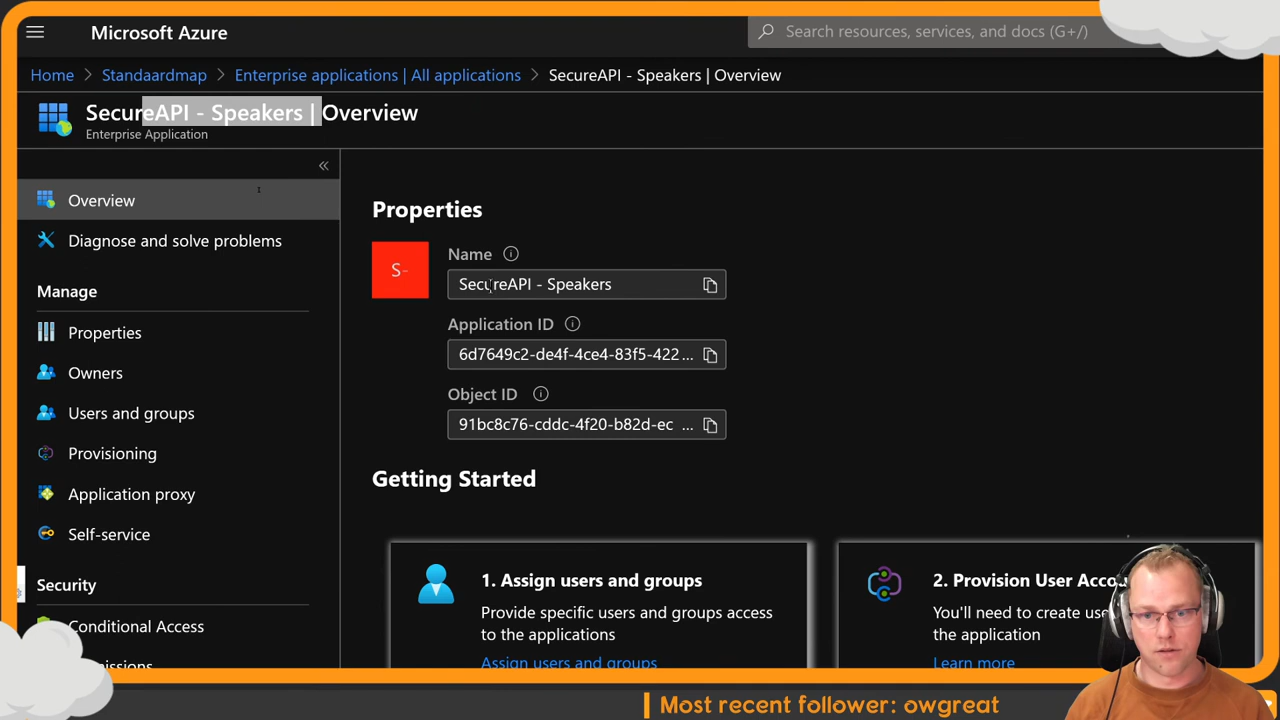 Microsoft Azure
Search resources, services, and docs (G+/)
Home > Standaardmap > Enterprise applications | All applications > SecureAPI - Speakers | Overview
SecureAPI - Speakers | Overview
Enterprise Application
«
Overview
Diagnose and solve problems
Manage
Properties
Owners
Users and groups
Provisioning
Application proxy
Self-service
Security
Conditional Access
Properties
S-
Name
SecureAPI - Speakers
Application ID
6d7649c2-de4f-4ce4-83f5-422...
Object ID
91bc8c76-cddc-4f20-b82d-ec ...
Getting Started
1. Assign users and groups
Provide specific users and groups access
to the applications
Assign users and groups
2. Provision User
You'll need to create
the application
Learn more
Most recent follower: owgreat